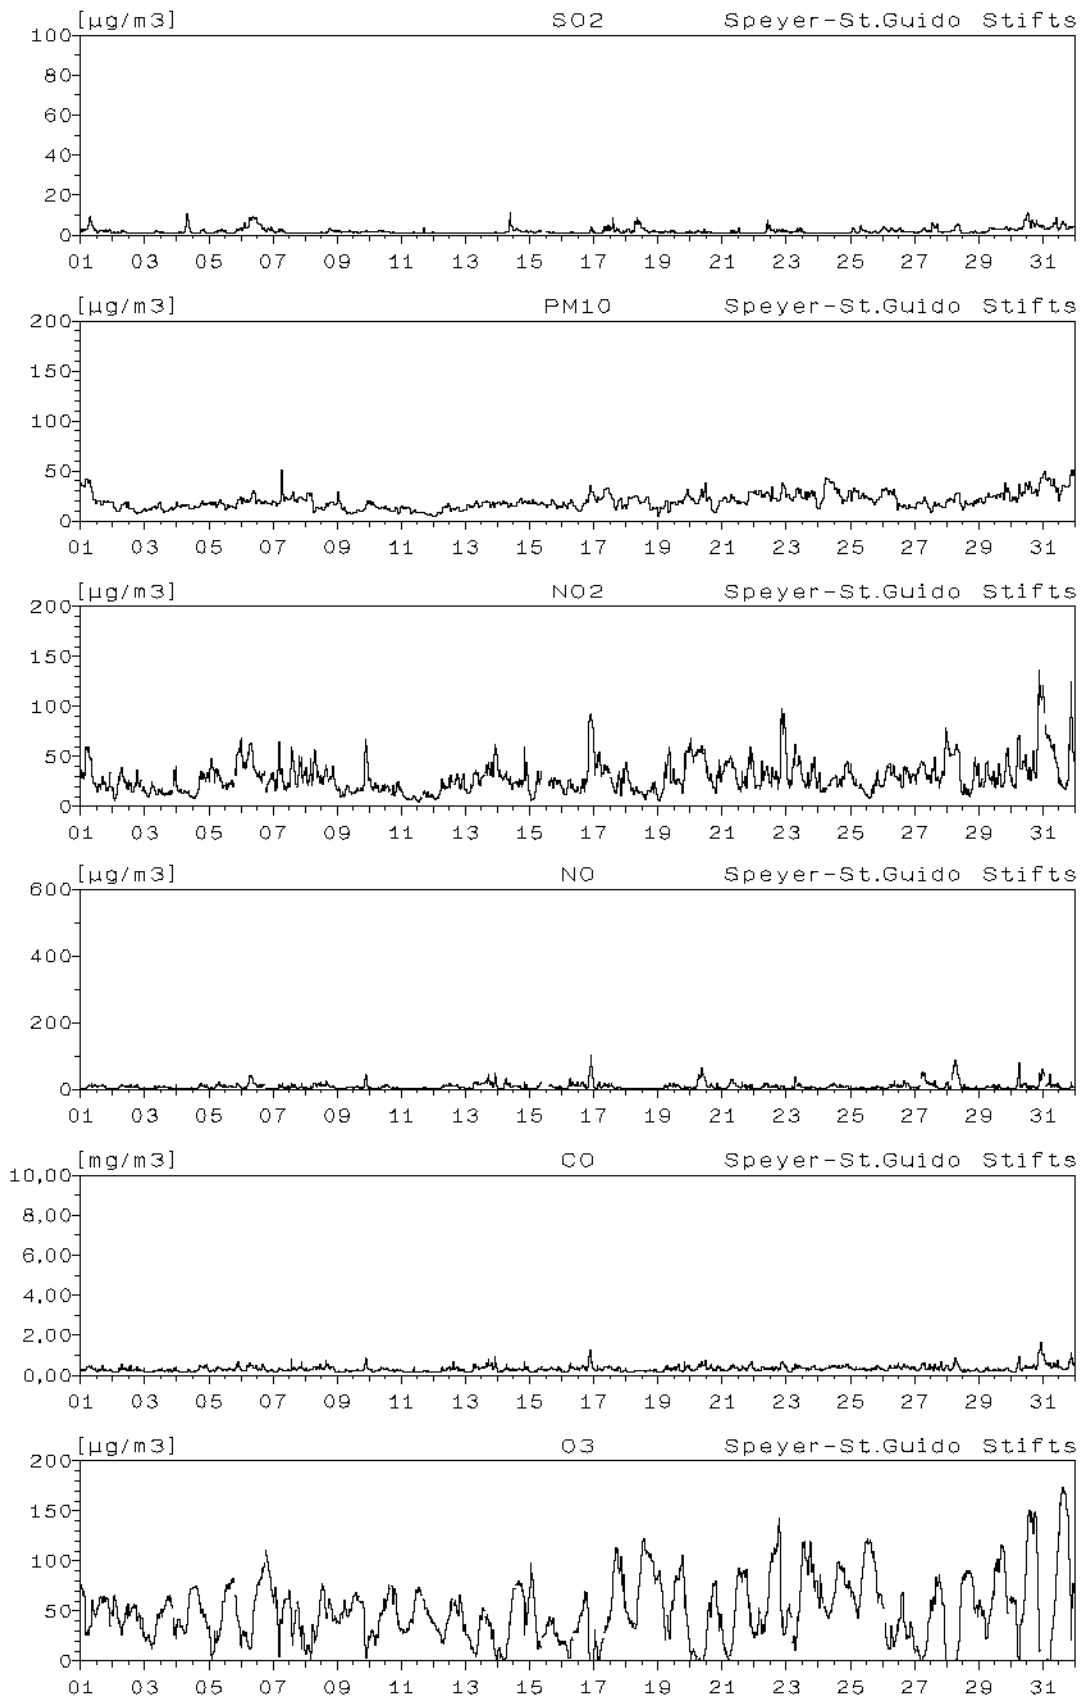 [µg/m3] SO2 Speyer-St.Guido Stifts
100
80
60
40
20
0
01 03 05 07 09 11 13 15 17 19 21 23 25 27 29 31
[µg/m3] PM10 Speyer-St.Guido Stifts
200
150
100
50
0
01 03 05 07 09 11 13 15 17 19 21 23 25 27 29 31
[µg/m3] NO2 Speyer-St.Guido Stifts
200
150
100
50
0
01 03 05 07 09 11 13 15 17 19 21 23 25 27 29 31
[µg/m3] NO Speyer-St.Guido Stifts
600
400
200
0
01 03 05 07 09 11 13 15 17 19 21 23 25 27 29 31
[mg/m3] CO Speyer-St.Guido Stifts
10,00
8,00
6,00
4,00
2,00
0,00
01 03 05 07 09 11 13 15 17 19 21 23 25 27 29 31
[µg/m3] O3 Speyer-St.Guido Stifts
200
150
100
50
0
01 03 05 07 09 11 13 15 17 19 21 23 25 27 29 31